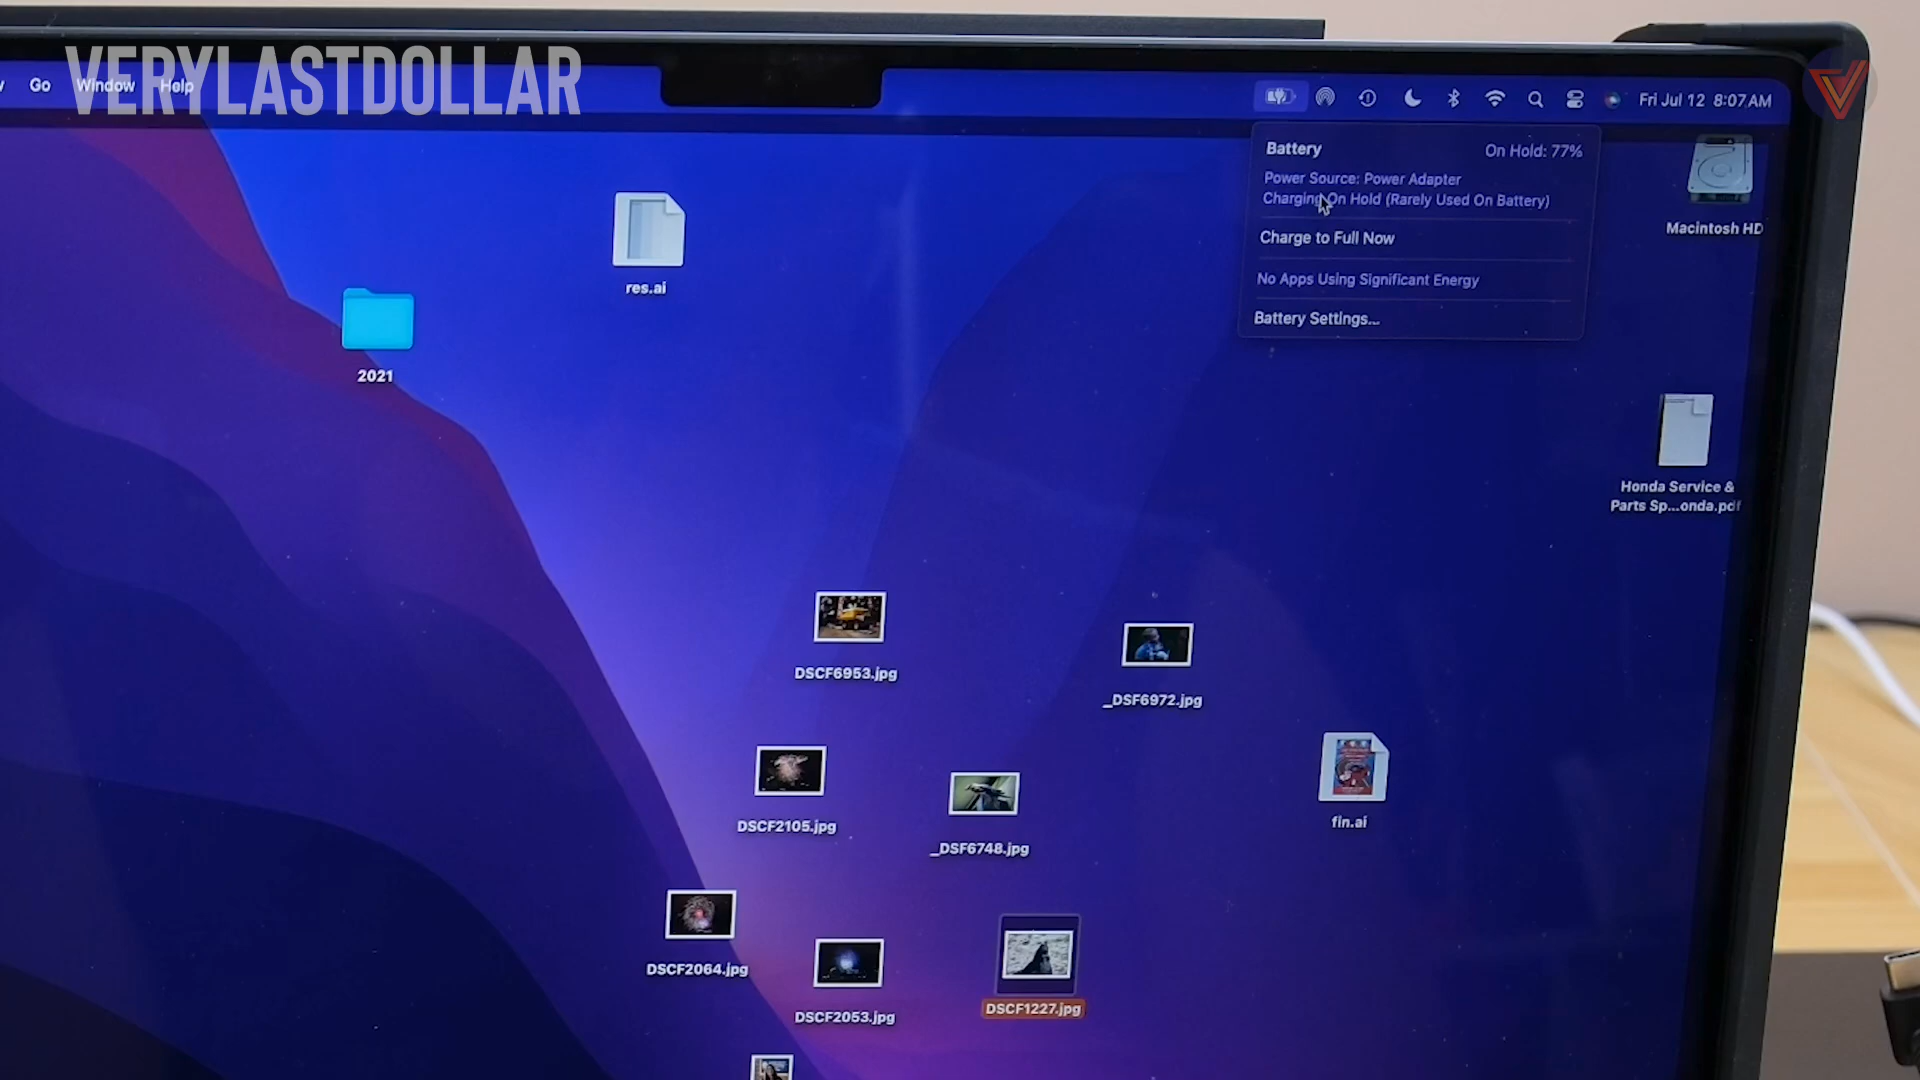 VERYLASTDOLLAR
Go Window Help
Fri Jul 12 8:07AM
Battery
On Hold: 77%
Power Source: Power Adapter
Charging On Hold (Rarely Used On Battery)
Charge to Full Now
No Apps Using Significant Energy
Battery Settings...
Macintosh HD
res.ai
2021
Honda Service &
Parts Sp...onda.pdf
DSCF6953.jpg
_DSF6972.jpg
DSCF2105.jpg
_DSF6748.jpg
fin.ai
DSCF2064.jpg
DSCF2053.jpg
DSCF1227.jpg